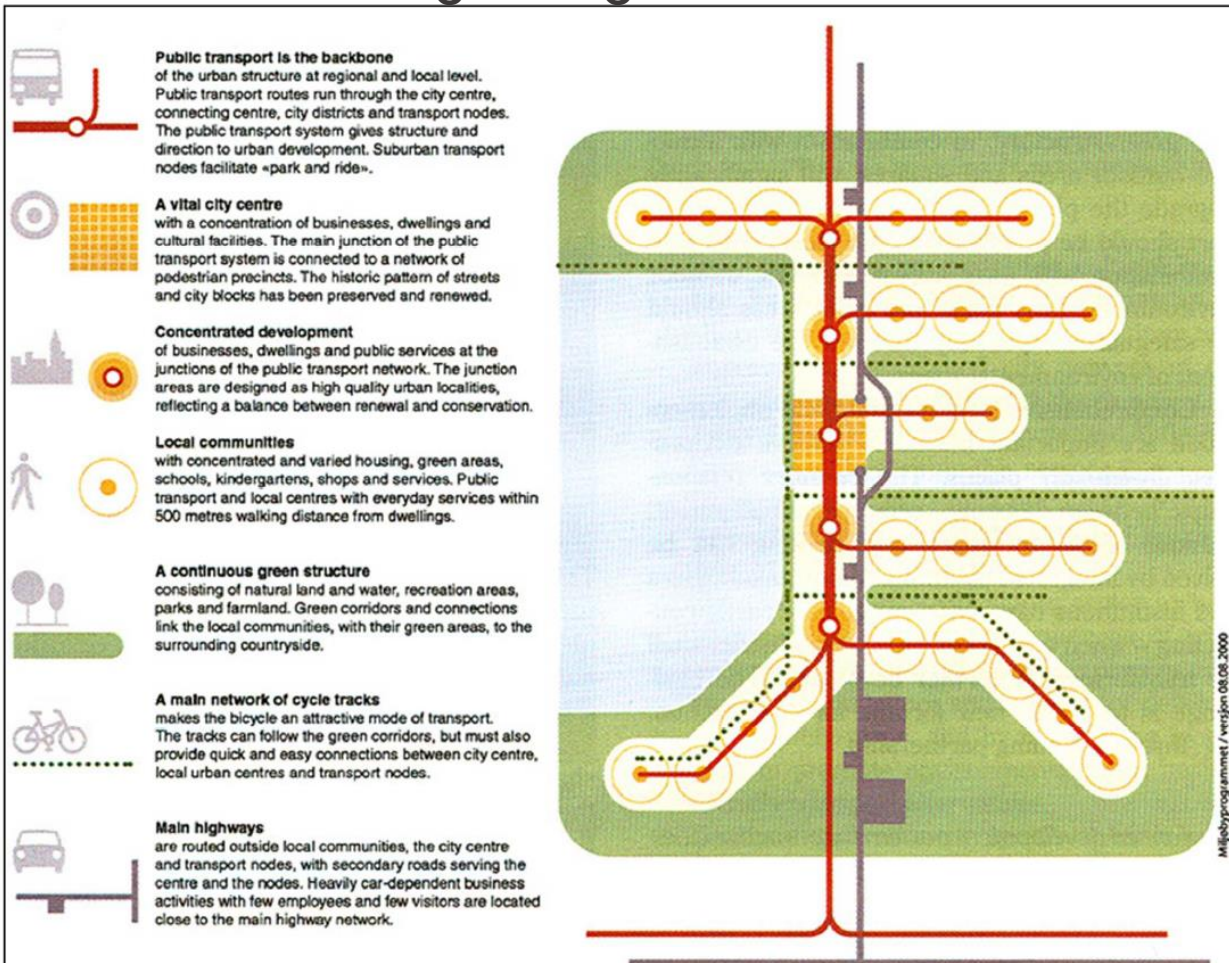 Public transport is the backbone
of the urban structure at regional and local level.
Public transport routes run through the city centre,
connecting centre, city districts and transport nodes.
The public transport system gives structure and
direction to urban development. Suburban transport
nodes facilitate «park and ride».
A vital city centre
with a concentration of businesses, dwellings and
cultural facilities. The main junction of the public
transport system is connected to a network of
pedestrian precincts. The historic pattern of streets
and city blocks has been preserved and renewed.
Concentrated development
of businesses, dwellings and public services at the
junctions of the public transport network. The junction
areas are designed as high quality urban localities,
reflecting a balance between renewal and conservation.
Local communities
with concentrated and varied housing, green areas,
schools, kindergartens, shops and services. Public
transport and local centres with everyday services within
500 metres walking distance from dwellings.
A continuous green structure
consisting of natural land and water, recreation areas,
parks and farmland. Green corridors and connections
link the local communities, with their green areas, to the
surrounding countryside.
A main network of cycle tracks
makes the bicycle an attractive mode of transport.
The tracks can follow the green corridors, but must also
provide quick and easy connections between city centre,
local urban centres and transport nodes.
Main highways
are routed outside local communities, the city centre
and transport nodes, with secondary roads serving the
centre and the nodes. Heavily car-dependent business
activities with few employees and few visitors are located
close to the main highway network.
Miljøbyprogrammet / versjon 08.08.2000